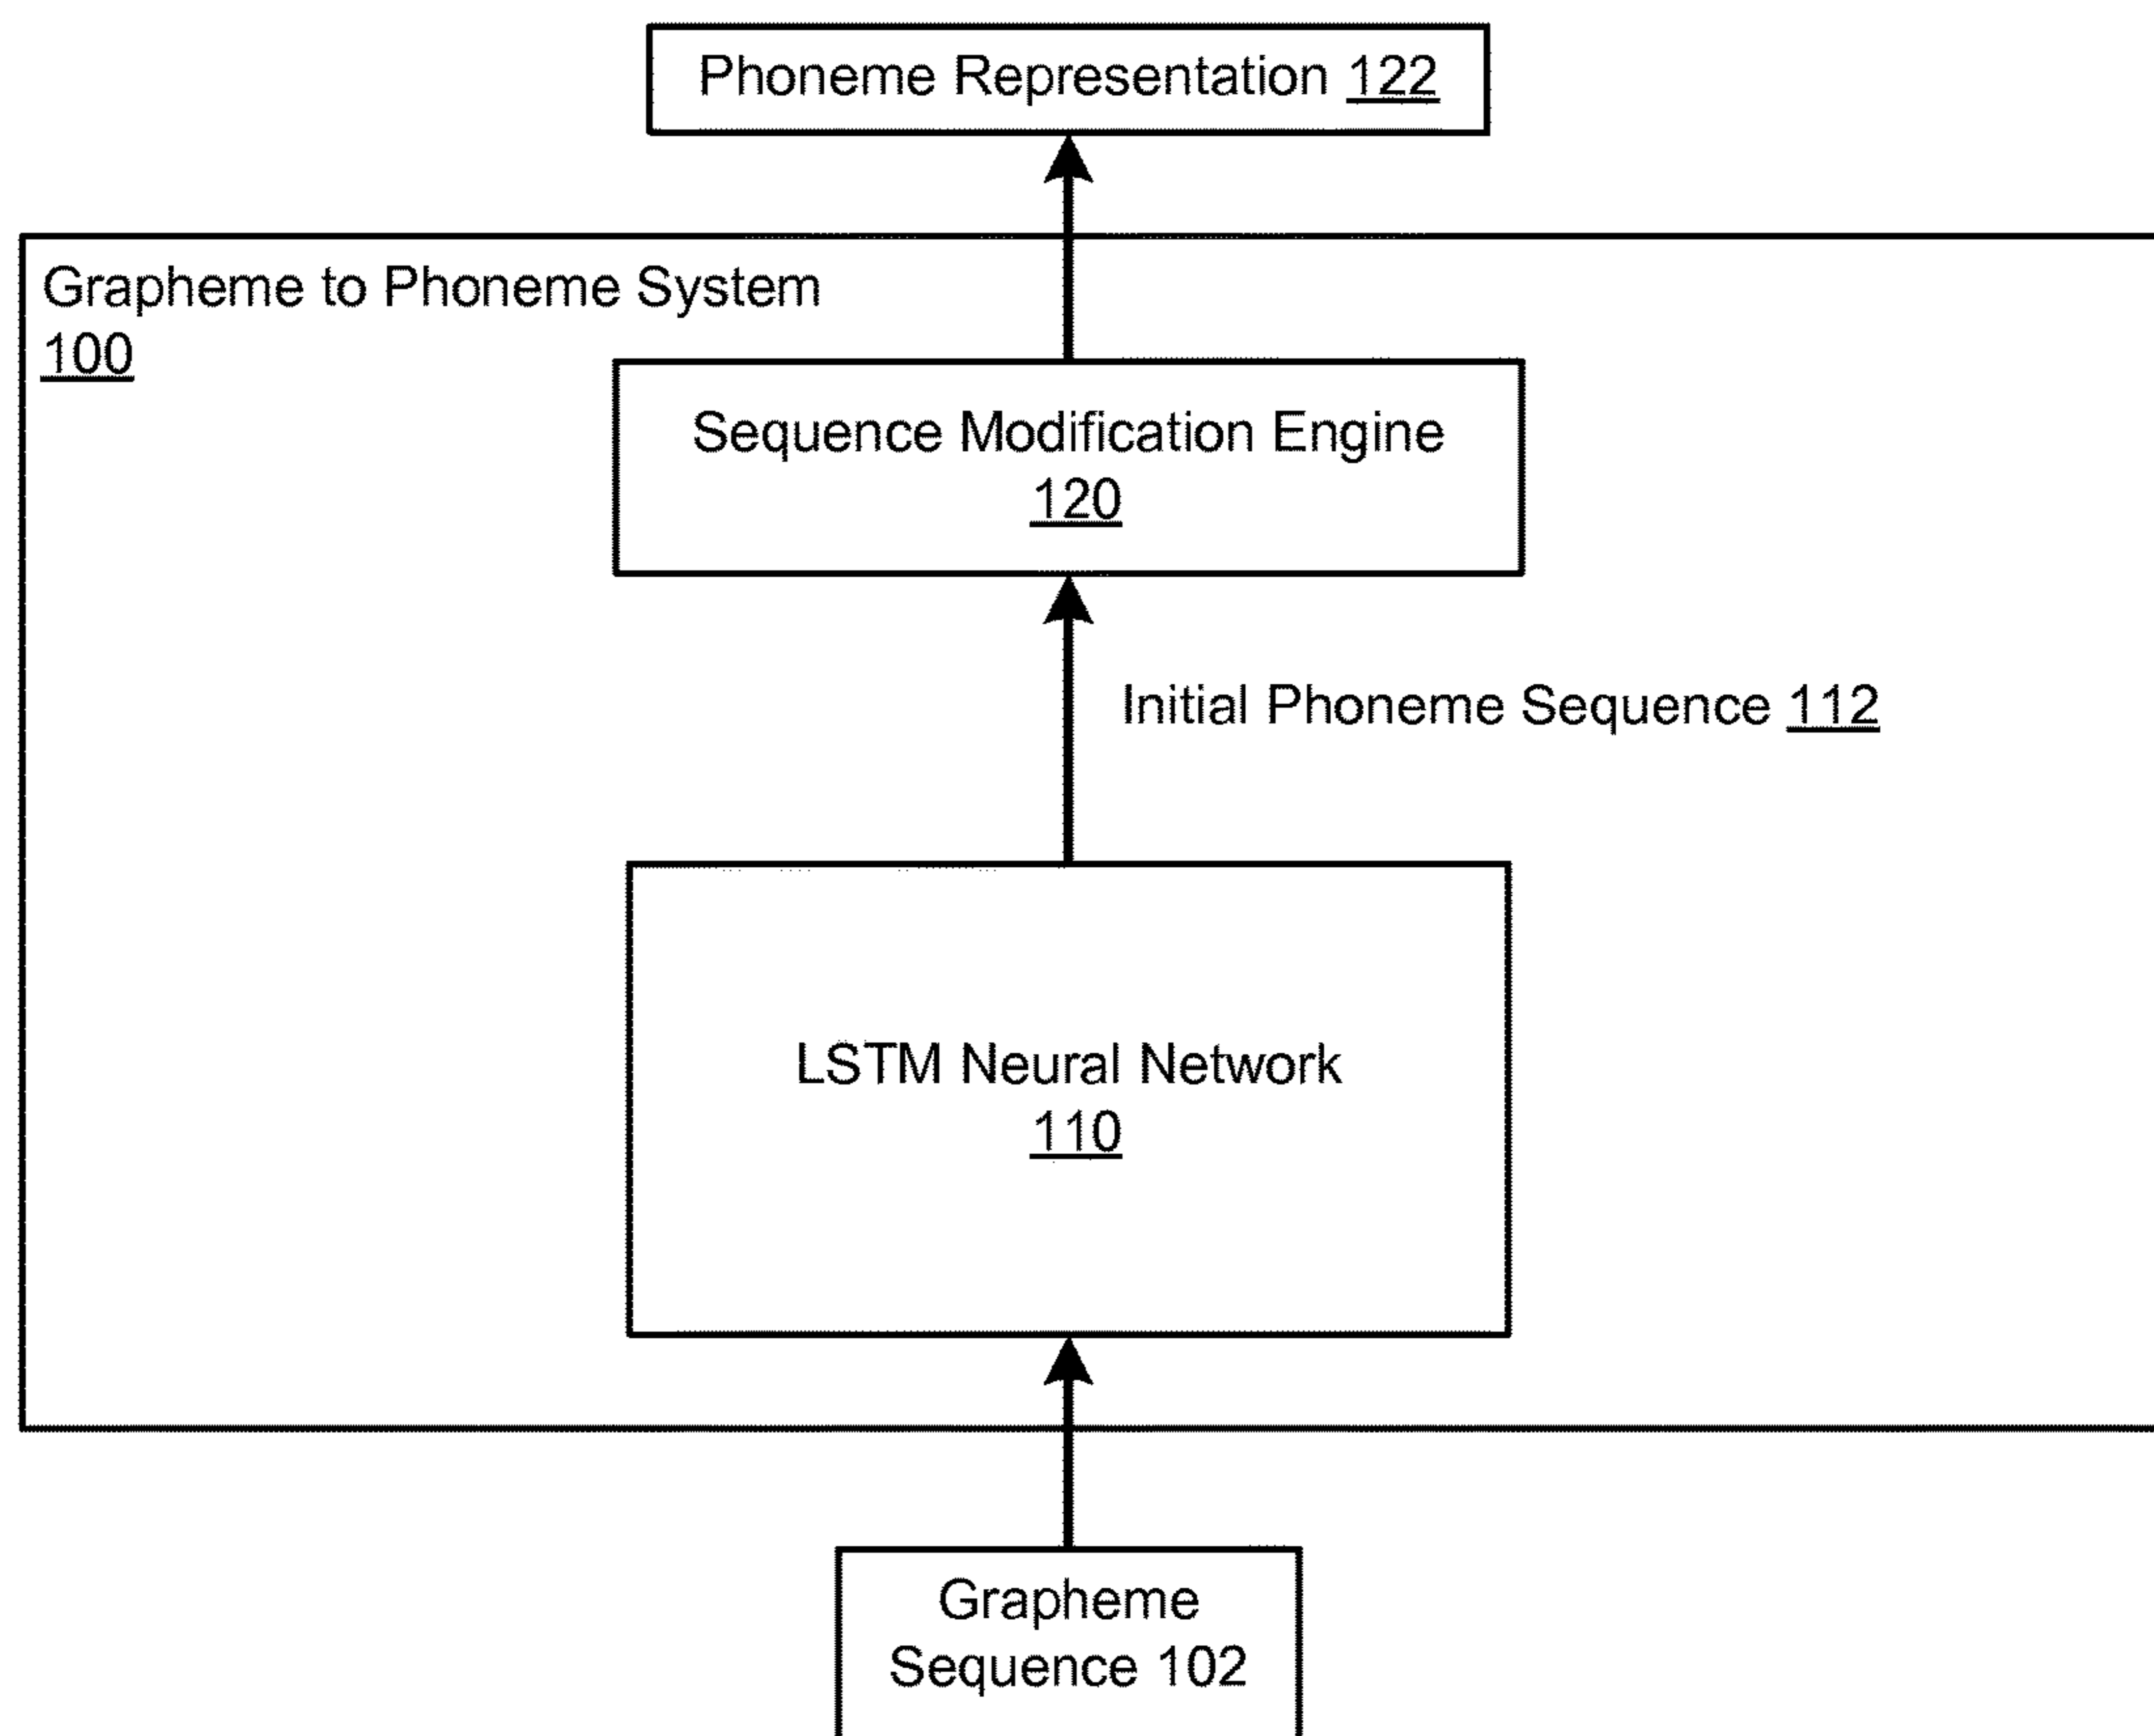 Phoneme Representation 122
Grapheme to Phoneme System
100
Sequence Modification Engine
120
Initial Phoneme Sequence 112
LSTM Neural Network
110
Grapheme
Sequence 102